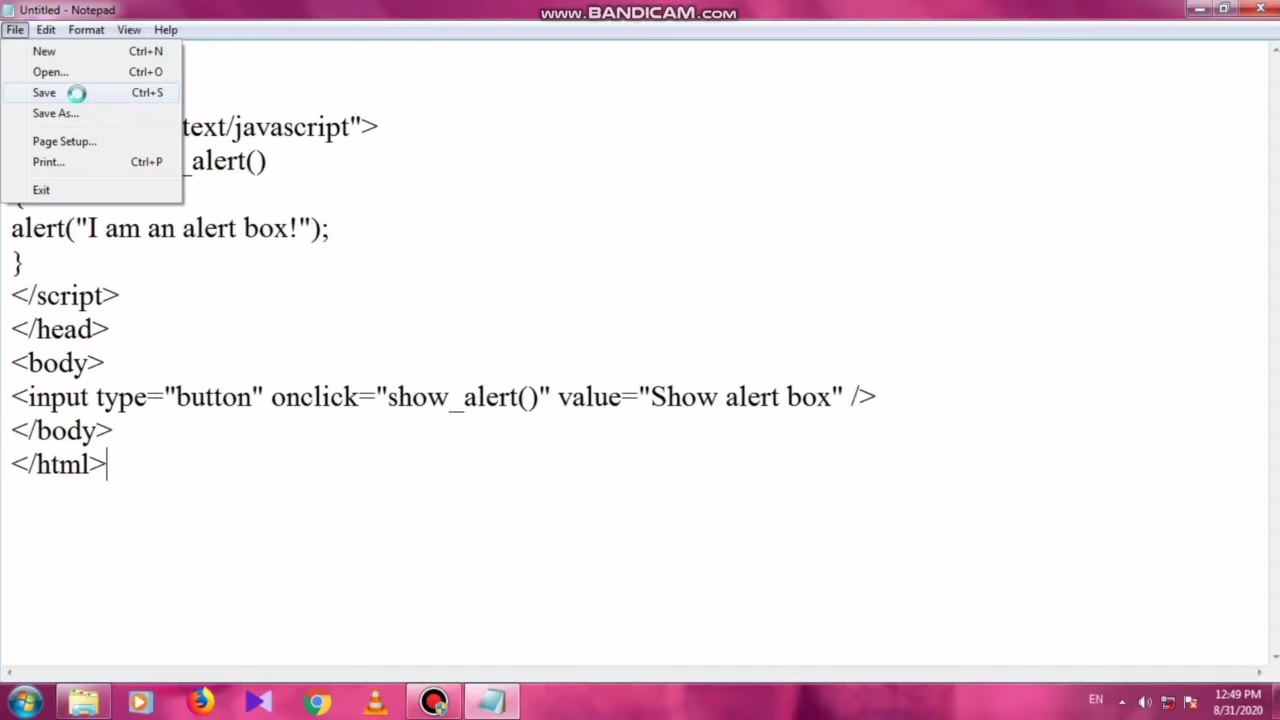 Untitled - Notepad
www.BANDICAM.com
File Edit Format View Help
New Ctrl+N
Open... Ctrl+O
Save Ctrl+S
Save As...
Page Setup...
Print... Ctrl+P
Exit
text/javascript">
_alert()
alert("I am an alert box!");
}
</script>
</head>
<body>
<input type="button" onclick="show_alert()" value="Show alert box" />
</body>
</html>
EN
12:49 PM
8/31/2020